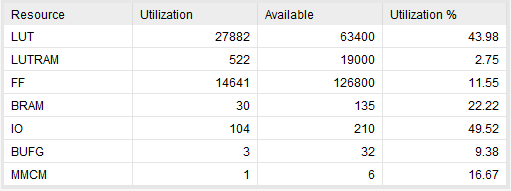 Resource Utilization Available Utilization %
LUT 27882 63400 43.98
LUTRAM 522 19000 2.75
FF 14641 126800 11.55
BRAM 30 135 22.22
IO 104 210 49.52
BUFG 3 32 9.38
MMCM 1 6 16.67